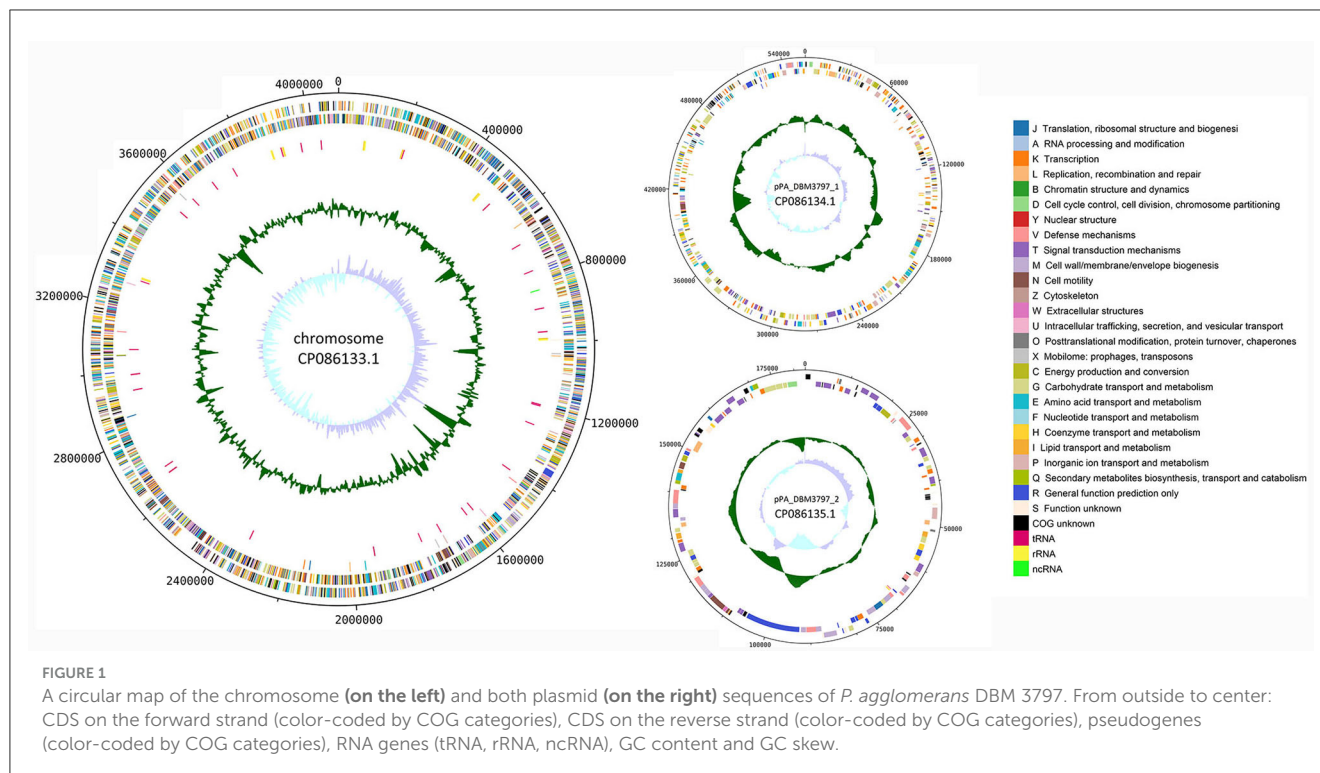 0
400000
800000
1200000
1600000
2000000
2400000
2800000
3200000
3600000
4000000
chromosome
CP086133.1
0
60000
120000
180000
240000
300000
360000
420000
480000
540000
pPA_DBM3797_1
CP086134.1
0
25000
50000
75000
100000
125000
150000
175000
pPA_DBM3797_2
CP086135.1
J Translation, ribosomal structure and biogenesi
A RNA processing and modification
K Transcription
L Replication, recombination and repair
B Chromatin structure and dynamics
D Cell cycle control, cell division, chromosome partitioning
Y Nuclear structure
V Defense mechanisms
T Signal transduction mechanisms
M Cell wall/membrane/envelope biogenesis
N Cell motility
Z Cytoskeleton
W Extracellular structures
U Intracellular trafficking, secretion, and vesicular transport
O Posttranslational modification, protein turnover, chaperones
X Mobilome: prophages, transposons
C Energy production and conversion
G Carbohydrate transport and metabolism
E Amino acid transport and metabolism
F Nucleotide transport and metabolism
H Coenzyme transport and metabolism
I Lipid transport and metabolism
P Inorganic ion transport and metabolism
Q Secondary metabolites biosynthesis, transport and catabolism
R General function prediction only
S Function unknown
COG unknown
tRNA
rRNA
ncRNA
FIGURE 1
A circular map of the chromosome (on the left) and both plasmid (on the right) sequences of P. agglomerans DBM 3797. From outside to center:
CDS on the forward strand (color-coded by COG categories), CDS on the reverse strand (color-coded by COG categories), pseudogenes
(color-coded by COG categories), RNA genes (tRNA, rRNA, ncRNA), GC content and GC skew.